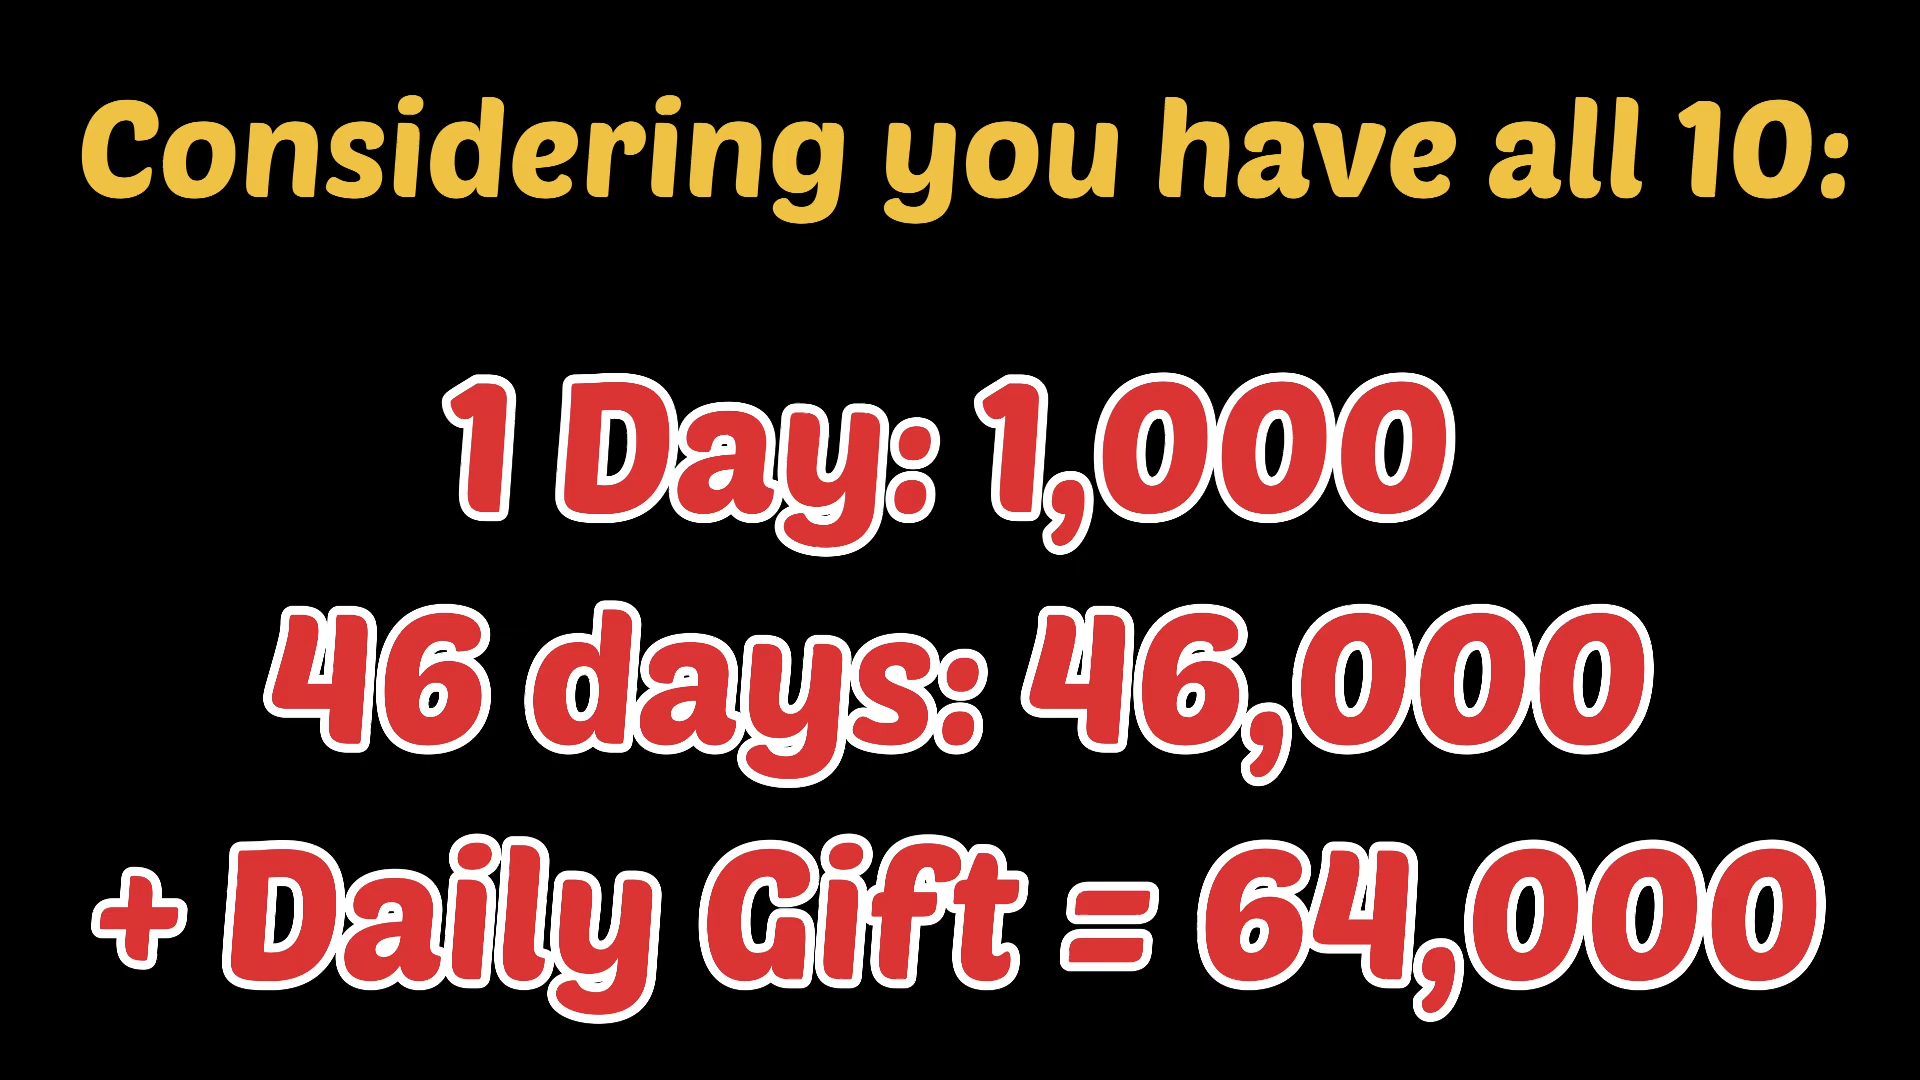 Considering you have all 10:
1 Day: 1,000
46 days: 46,000
+ Daily Gift = 64,000